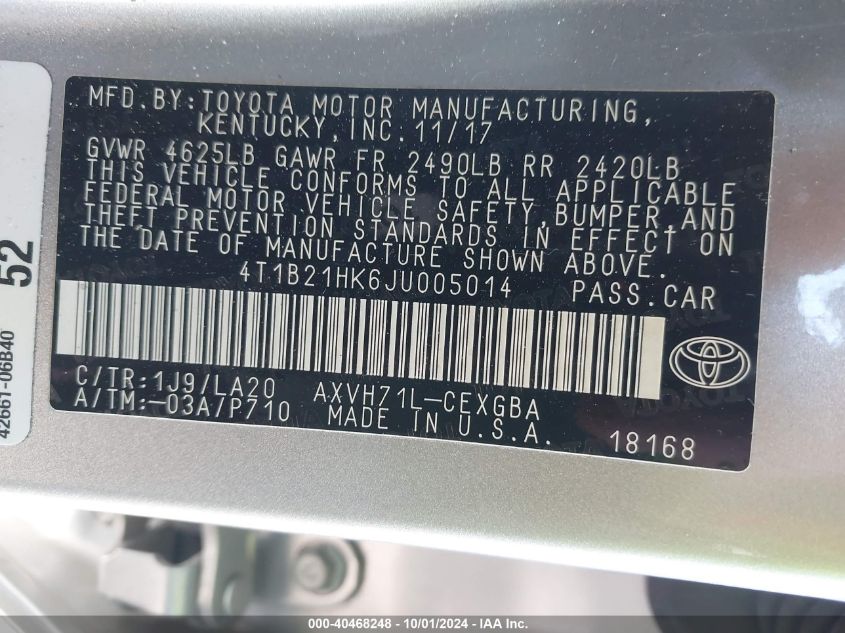 MFD.BY:TOYOTA MOTOR MANUFACTURING,
KENTUCKY,INC.11/17
GVWR 4625LB GAWR FR 2490LB RR 2420LB
THIS VEHICLE CONFORMS TO ALL APPLICABLE
FEDERAL MOTOR VEHICLE SAFETY,BUMPER,AND
THEFT PREVENTION STANDARDS IN EFFECT ON
THE DATE OF MANUFACTURE SHOWN ABOVE.
4T1B21HK6JU005014 PASS.CAR
C/TR:1J9/LA20 AXVH71L-CEXGBA
A/TM:-03A/P710 MADE IN U.S.A. 18168
52
42661-06B40
000-40468248 - 10/01/2024 - IAA Inc.